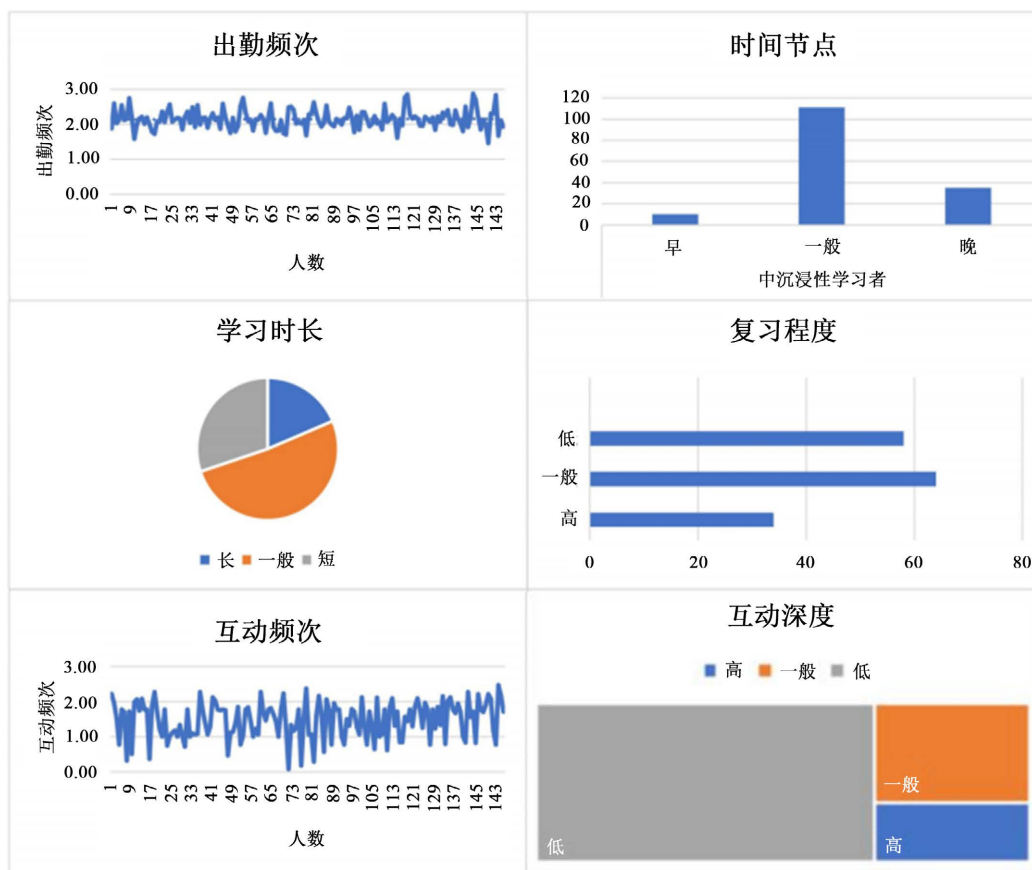 出勤频次
3.00
2.00
1.00
0.00
出勤频次
1 9 17 25 33 41 49 57 65 73 81 89 97 105 113 121 129 137 145 143
人数
时间节点
120
100
80
60
40
20
0
早 一般 晚
中沉浸性学习者
学习时长
长 一般 短
复习程度
低
一般
高
0 20 40 60 80
互动频次
3.00
2.00
1.00
0.00
互动频次
1 9 17 25 33 41 49 57 65 73 81 89 97 105 113 121 129 137 145 143
人数
互动深度
高 一般 低
低
一般
高